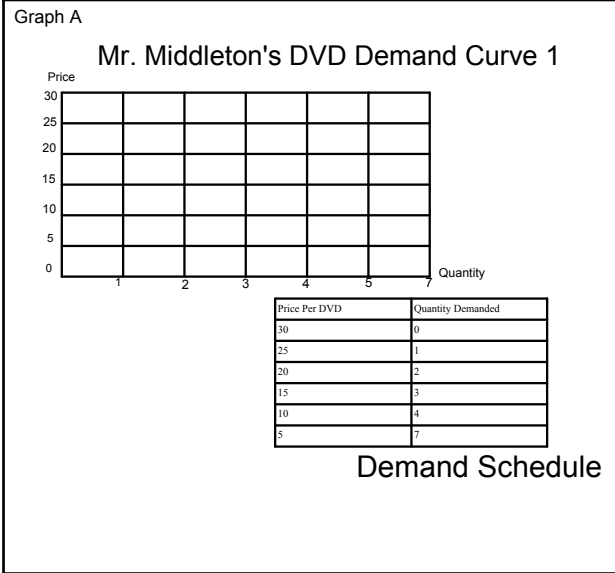 Graph A
Mr. Middleton's DVD Demand Curve 1
Price
30
25
20
15
10
5
0
1 2 3 4 5 7
Quantity
Price Per DVD Quantity Demanded
30 0
25 1
20 2
15 3
10 4
5 7
Demand Schedule